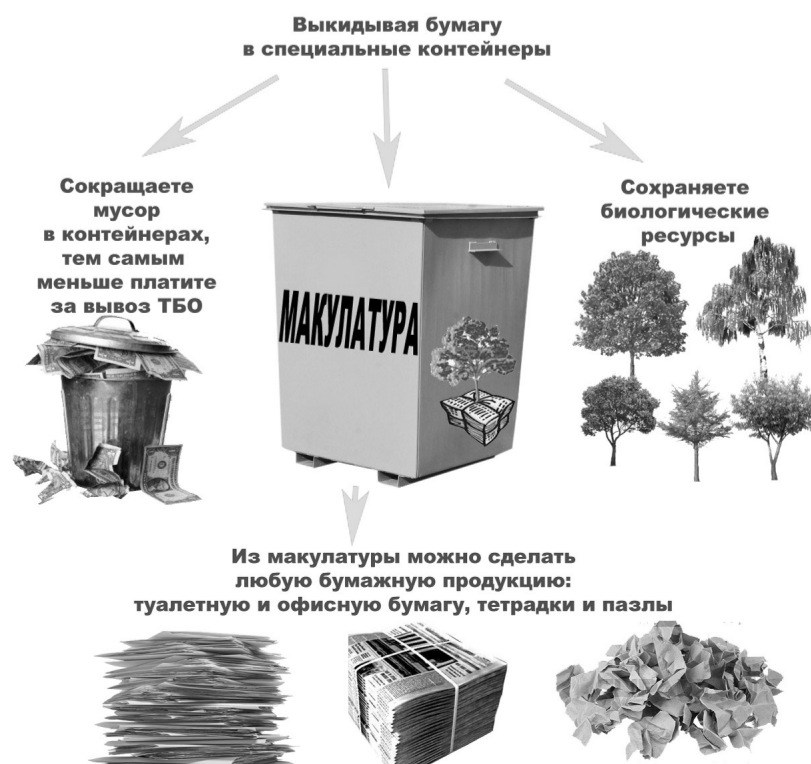 Выкидывая бумагу
в специальные контейнеры
Сокращаете
мусор
в контейнерах,
тем самым
меньше платите
за вывоз ТБО
МАКУЛАТУРА
Сохраняете
биологические
ресурсы
Из макулатуры можно сделать
любую бумажную продукцию:
туалетную и офисную бумагу, тетрадки и пазлы